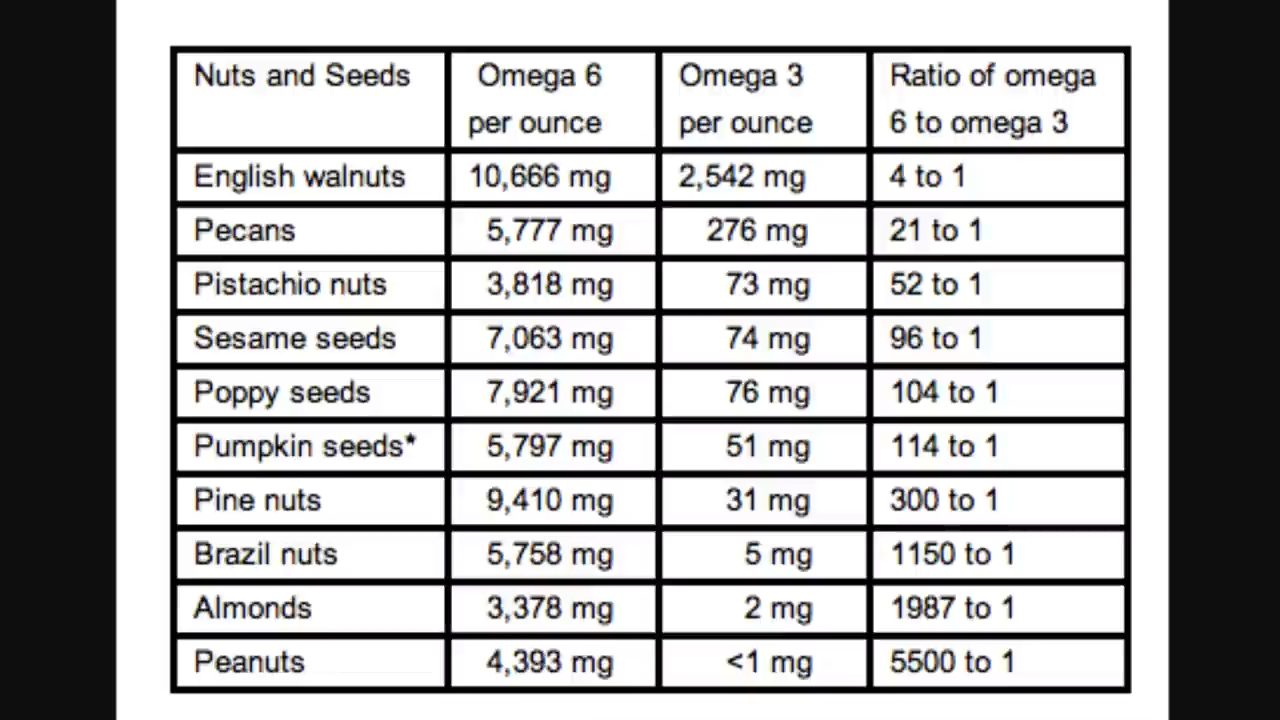 Nuts and Seeds Omega 6 per ounce Omega 3 per ounce Ratio of omega 6 to omega 3
English walnuts 10,666 mg 2,542 mg 4 to 1
Pecans 5,777 mg 276 mg 21 to 1
Pistachio nuts 3,818 mg 73 mg 52 to 1
Sesame seeds 7,063 mg 74 mg 96 to 1
Poppy seeds 7,921 mg 76 mg 104 to 1
Pumpkin seeds* 5,797 mg 51 mg 114 to 1
Pine nuts 9,410 mg 31 mg 300 to 1
Brazil nuts 5,758 mg 5 mg 1150 to 1
Almonds 3,378 mg 2 mg 1987 to 1
Peanuts 4,393 mg <1 mg 5500 to 1